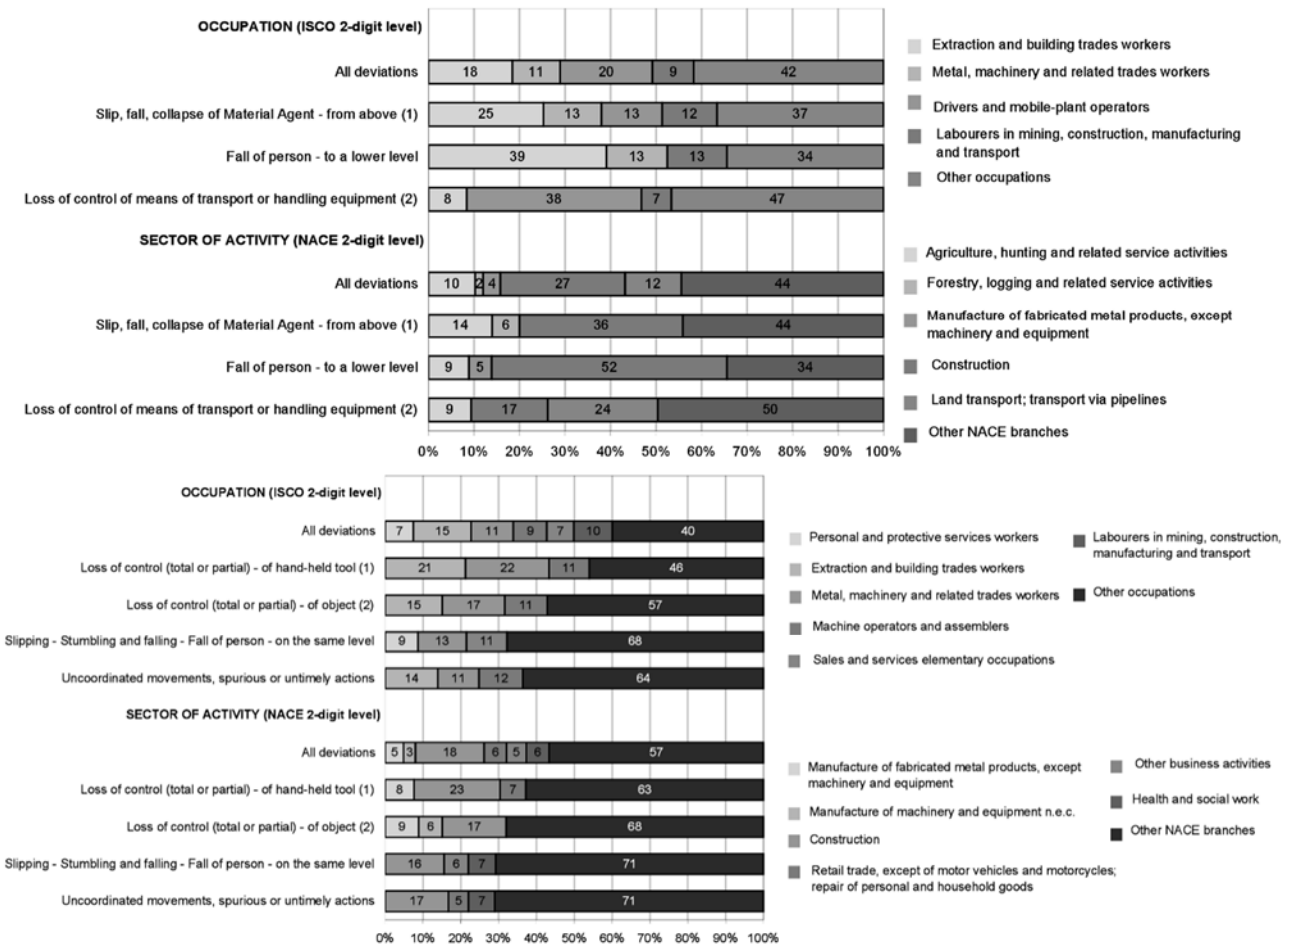 OCCUPATION (ISCO 2-digit level)
All deviations
18 11 20 9 42
Slip, fall, collapse of Material Agent - from above (1)
25 13 13 12 37
Fall of person - to a lower level
39 13 13 34
Loss of control of means of transport or handling equipment (2)
8 38 7 47
Extraction and building trades workers
Metal, machinery and related trades workers
Drivers and mobile-plant operators
Labourers in mining, construction, manufacturing
and transport
Other occupations
SECTOR OF ACTIVITY (NACE 2-digit level)
All deviations
10 2 4 27 12 44
Slip, fall, collapse of Material Agent - from above (1)
14 6 36 44
Fall of person - to a lower level
9 5 52 34
Loss of control of means of transport or handling equipment (2)
9 17 24 50
0% 10% 20% 30% 40% 50% 60% 70% 80% 90% 100%
Agriculture, hunting and related service activities
Forestry, logging and related service activities
Manufacture of fabricated metal products, except
machinery and equipment
Construction
Land transport; transport via pipelines
Other NACE branches
OCCUPATION (ISCO 2-digit level)
All deviations
7 15 11 9 7 10 40
Loss of control (total or partial) - of hand-held tool (1)
21 22 11 46
Loss of control (total or partial) - of object (2)
15 17 11 57
Slipping - Stumbling and falling - Fall of person - on the same level
9 13 11 68
Uncoordinated movements, spurious or untimely actions
14 11 12 64
Personal and protective services workers
Extraction and building trades workers
Metal, machinery and related trades workers
Machine operators and assemblers
Sales and services elementary occupations
Labourers in mining, construction,
manufacturing and transport
Other occupations
SECTOR OF ACTIVITY (NACE 2-digit level)
All deviations
5 3 18 6 5 6 57
Loss of control (total or partial) - of hand-held tool (1)
8 23 7 63
Loss of control (total or partial) - of object (2)
9 6 17 68
Slipping - Stumbling and falling - Fall of person - on the same level
16 6 7 71
Uncoordinated movements, spurious or untimely actions
17 5 7 71
0% 10% 20% 30% 40% 50% 60% 70% 80% 90% 100%
Manufacture of fabricated metal products, except
machinery and equipment
Manufacture of machinery and equipment n.e.c.
Construction
Retail trade, except of motor vehicles and motorcycles;
repair of personal and household goods
Other business activities
Health and social work
Other NACE branches